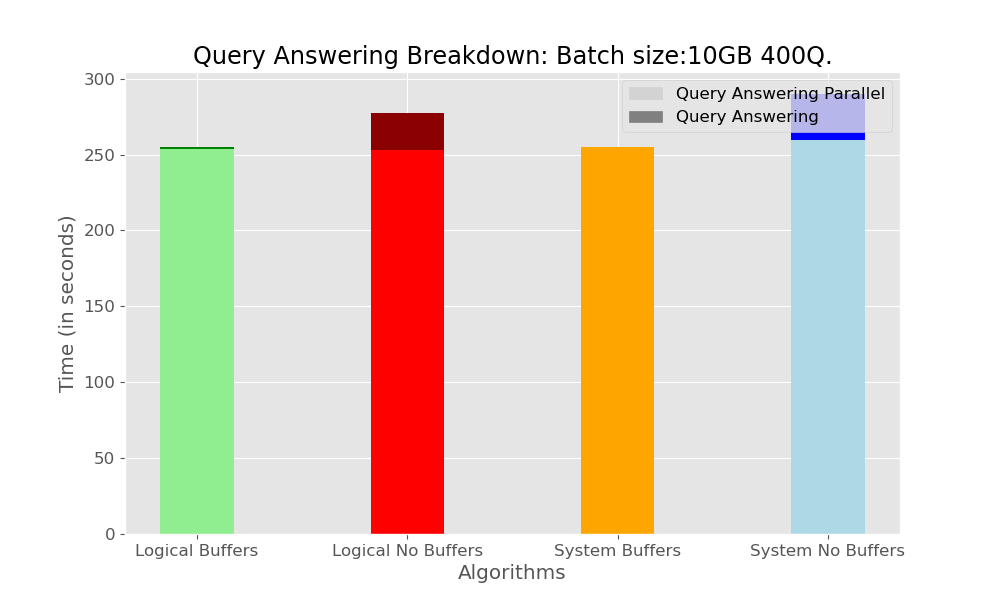 Query Answering Breakdown: Batch size:10GB 400Q.
Query Answering Parallel
Query Answering
Time (in seconds)
300
250
200
150
100
50
0
Logical Buffers
Logical No Buffers
System Buffers
System No Buffers
Algorithms